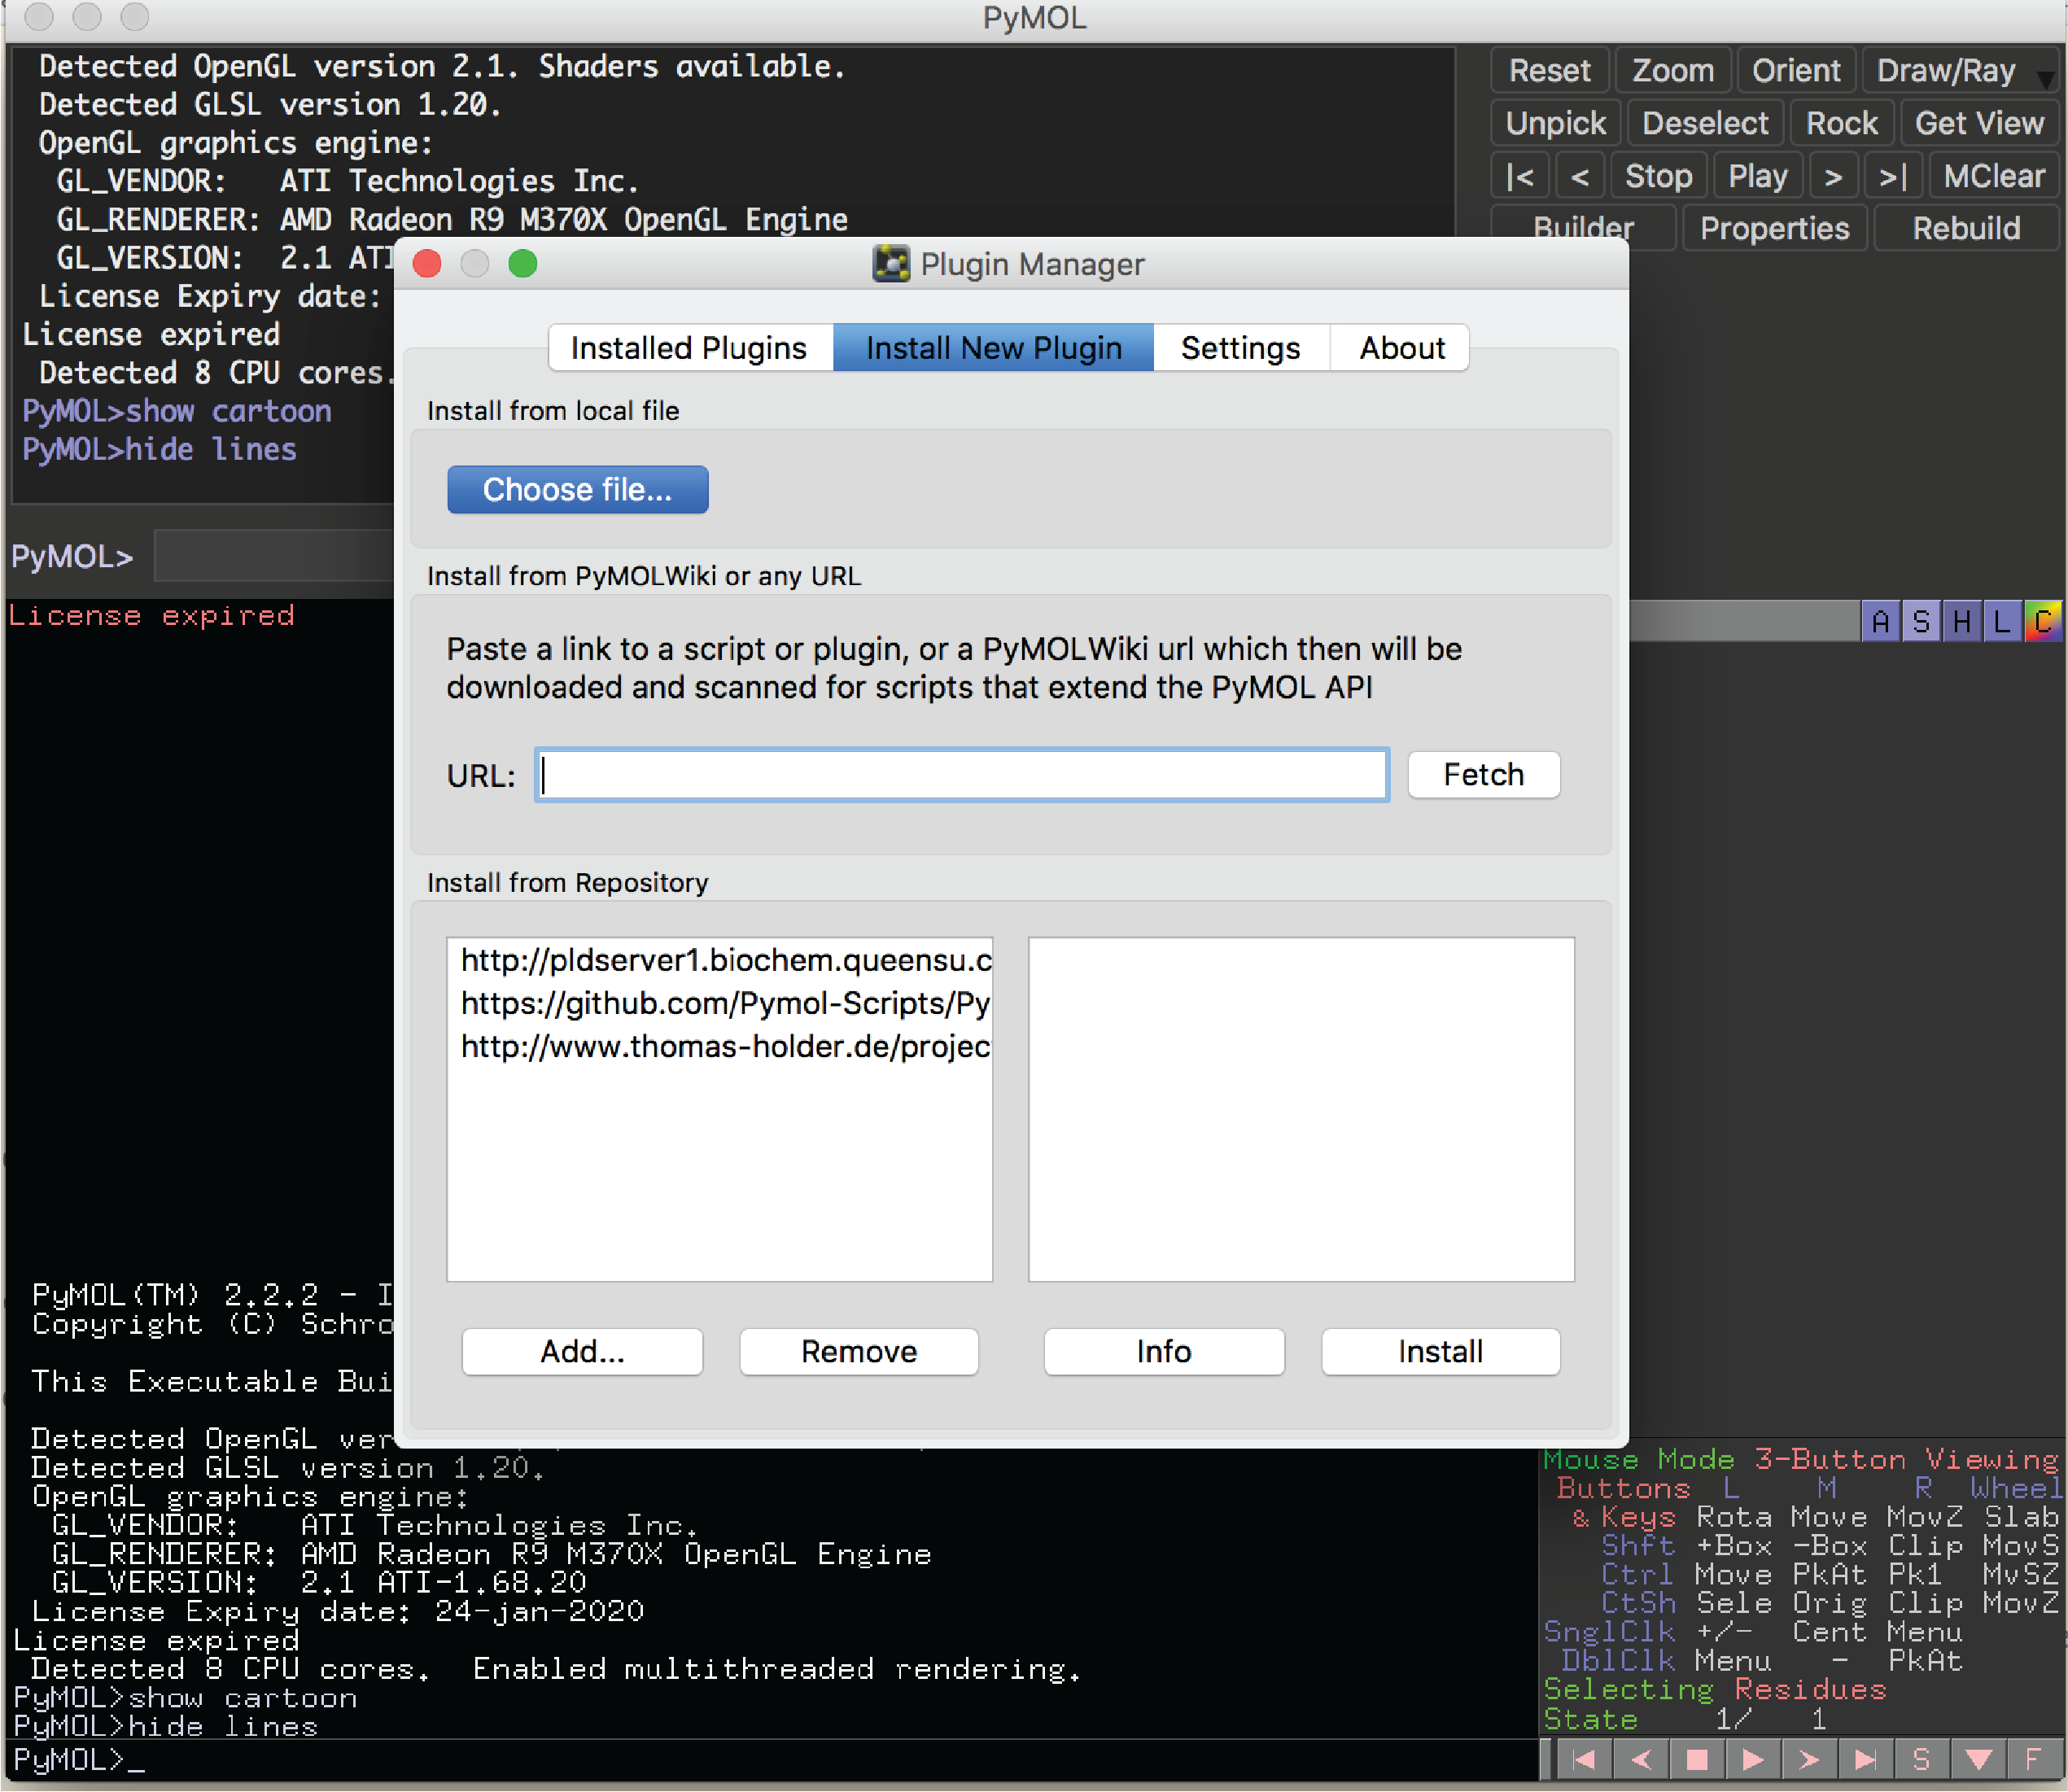 PyMOL
Detected OpenGL version 2.1. Shaders available.
Detected GLSL version 1.20.
OpenGL graphics engine:
GL_VENDOR:   ATI Technologies Inc.
GL_RENDERER: AMD Radeon R9 M370X OpenGL Engine
GL_VERSION:  2.1 ATI
License Expiry date:
License expired
Detected 8 CPU cores.
PyMOL>show cartoon
PyMOL>hide lines
PyMOL>
Reset Zoom Orient Draw/Ray
Unpick Deselect Rock Get View
|< < Stop Play > >| MClear
Builder Properties Rebuild
Plugin Manager
Installed Plugins Install New Plugin Settings About
Install from local file
Choose file...
Install from PyMOLWiki or any URL
Paste a link to a script or plugin, or a PyMOLWiki url which then will be
downloaded and scanned for scripts that extend the PyMOL API
URL: Fetch
Install from Repository
http://pldserver1.biochem.queensu.c
https://github.com/Pymol-Scripts/Py
http://www.thomas-holder.de/projec
Add... Remove Info Install
License expired
A S H L C
PyMOL(TM) 2.2.2 - I
Copyright (C) Schro
This Executable Bui
Detected OpenGL ver
Detected GLSL version 1.20.
OpenGL graphics engine:
GL_VENDOR:   ATI Technologies Inc.
GL_RENDERER: AMD Radeon R9 M370X OpenGL Engine
GL_VERSION:  2.1 ATI-1.68.20
License Expiry date: 24-jan-2020
License expired
Detected 8 CPU cores.  Enabled multithreaded rendering.
PyMOL>show cartoon
PyMOL>hide lines
PyMOL>_
Mouse Mode 3-Button Viewing
Buttons L M R Wheel
& Keys Rota Move MovZ Slab
Shft +Box -Box Clip MovS
Ctrl Move PkAt Pk1 MvSZ
CtSh Sele Orig Clip MovZ
SnglClk +/- Cent Menu
DblClk Menu - PkAt
Selecting Residues
State 1/ 1
S F